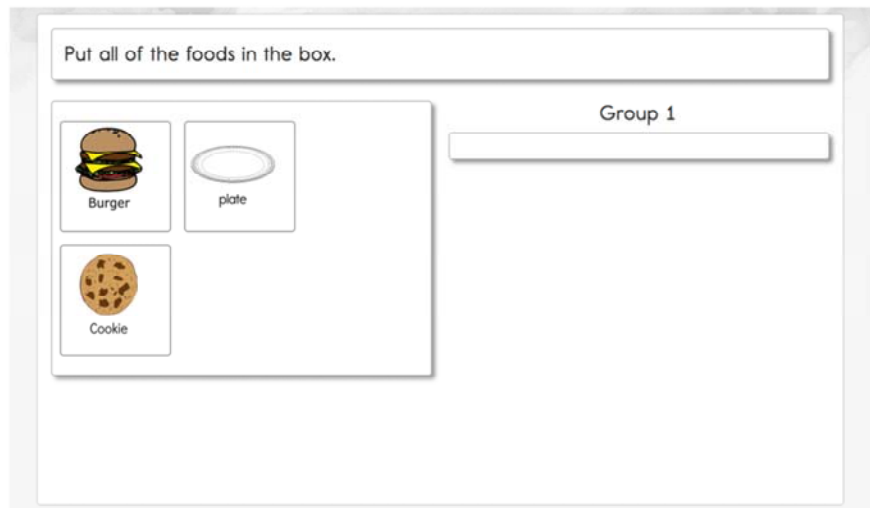 Put all of the foods in the box.
Group 1
Burger
plate
Cookie